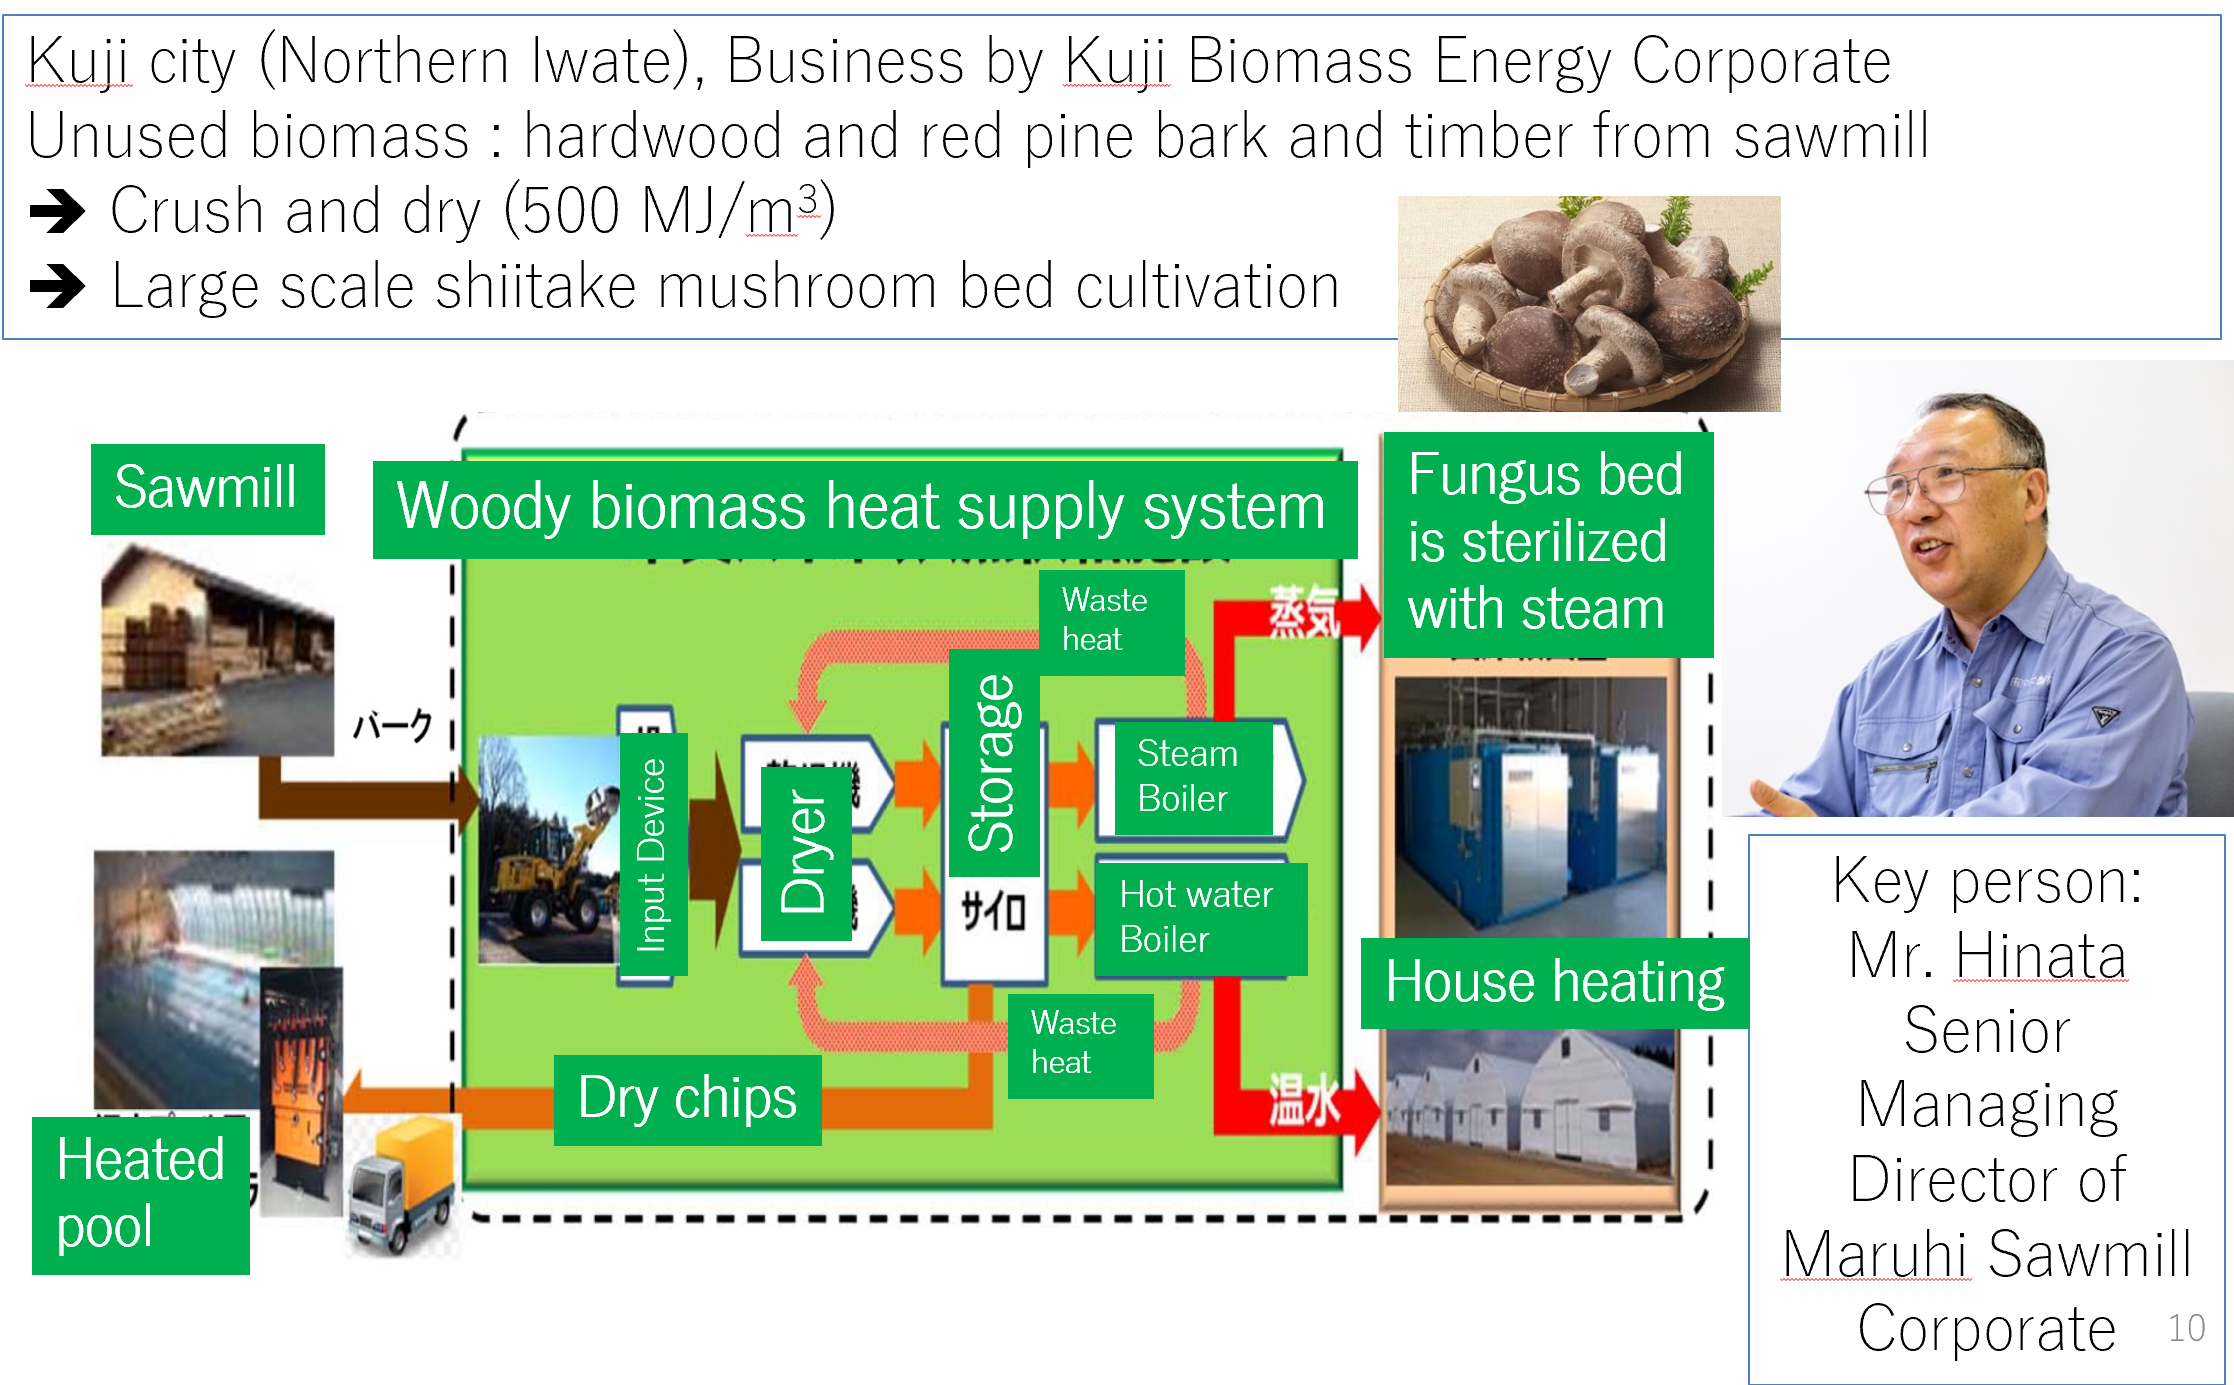 Kuji city (Northern Iwate), Business by Kuji Biomass Energy Corporate
Unused biomass : hardwood and red pine bark and timber from sawmill
➔ Crush and dry (500 MJ/m³)
➔ Large scale shiitake mushroom bed cultivation
Sawmill
Woody biomass heat supply system
Fungus bed
is sterilized
with steam
Waste
heat
蒸気
バーク
Input Device
Dryer
Storage
サイロ
Steam
Boiler
Hot water
Boiler
House heating
Waste
heat
温水
Dry chips
Heated
pool
Key person:
Mr. Hinata
Senior
Managing
Director of
Maruhi Sawmill
Corporate
10